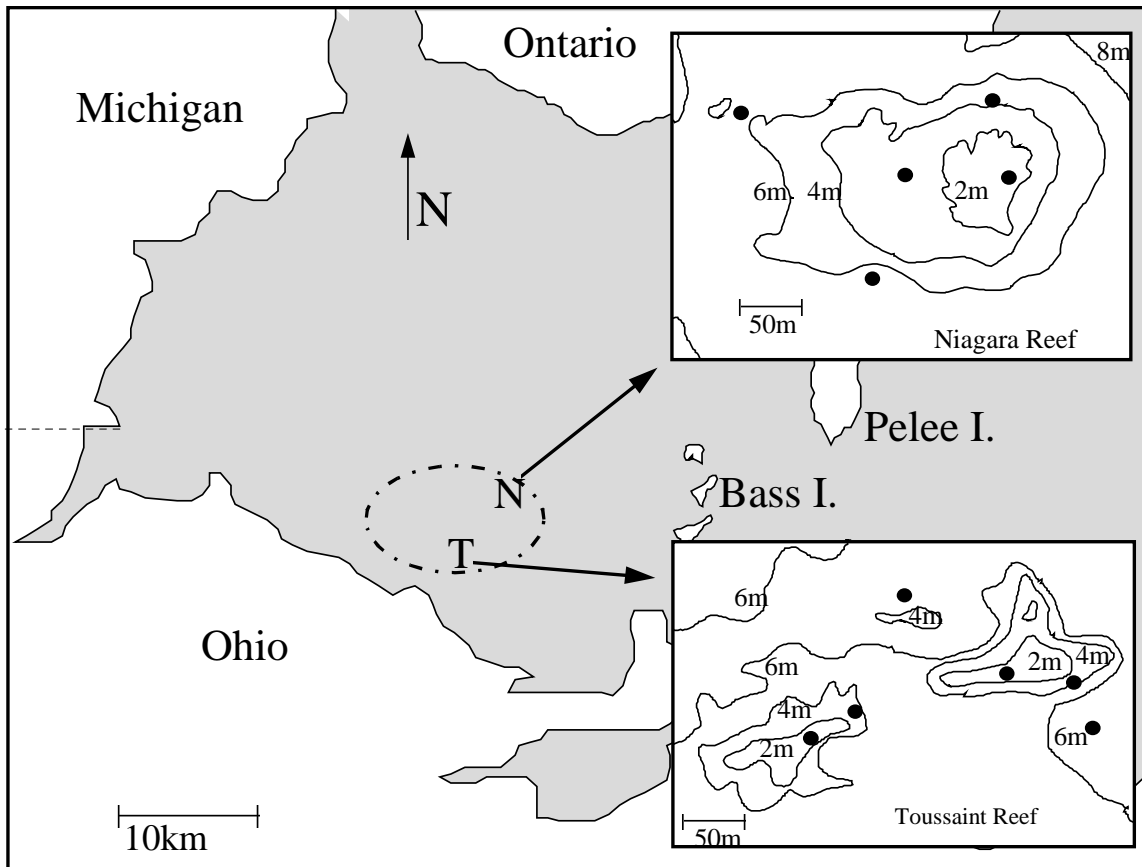 Ontario
Michigan
N
8m
6m. 4m
2m
50m
Niagara Reef
Pelee I.
Bass I.
N
T
Ohio
10km
6m
4m
6m
2m
4m
4m
2m
6m
50m
Toussaint Reef